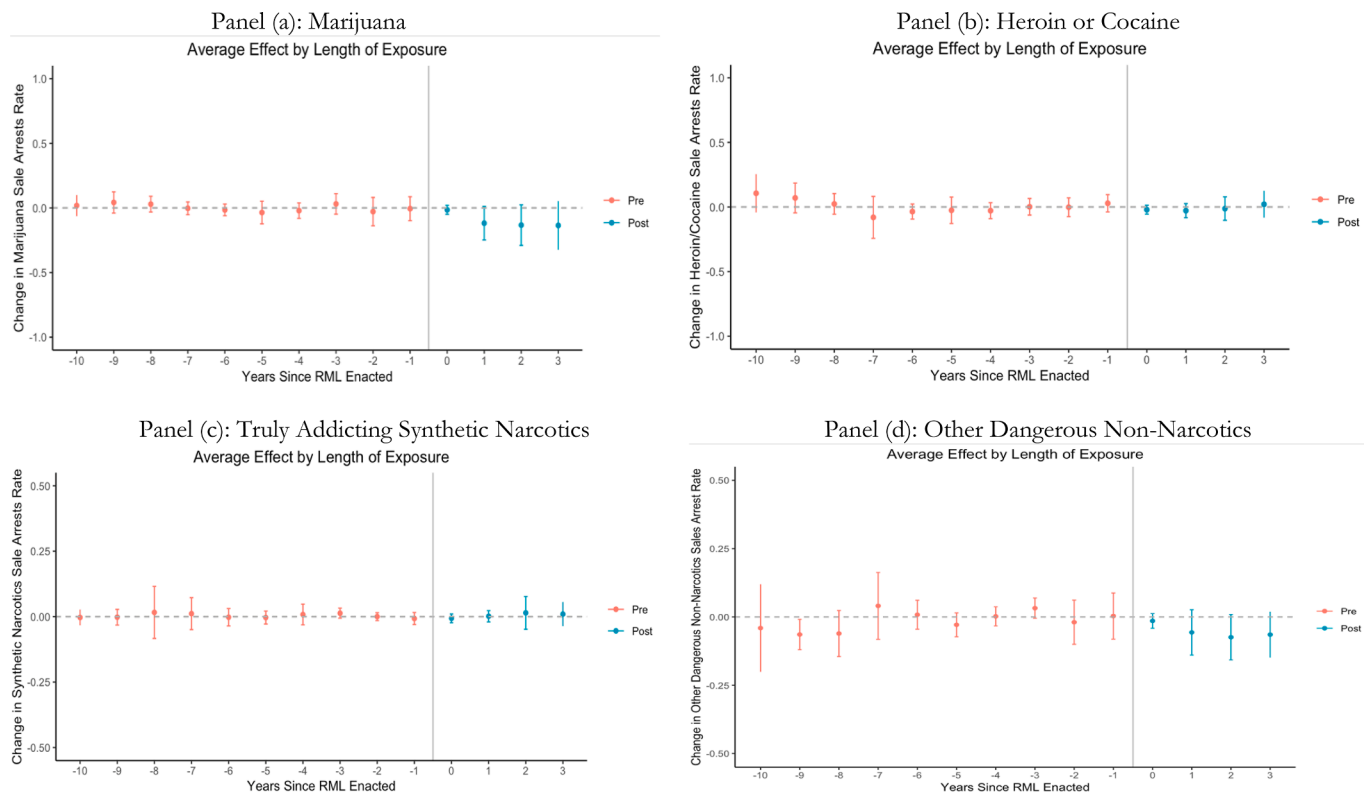 Panel (a): Marijuana
Average Effect by Length of Exposure
Change in Marijuana Sale Arrests Rate
1.0
0.5
0.0
-0.5
-1.0
-10 -9 -8 -7 -6 -5 -4 -3 -2 -1 0 1 2 3
Years Since RML Enacted
Pre
Post
Panel (b): Heroin or Cocaine
Average Effect by Length of Exposure
Change in Heroin/Cocaine Sale Arrests Rate
1.0
0.5
0.0
-0.5
-1.0
-10 -9 -8 -7 -6 -5 -4 -3 -2 -1 0 1 2 3
Years Since RML Enacted
Pre
Post
Panel (c): Truly Addicting Synthetic Narcotics
Average Effect by Length of Exposure
Change in Synthetic Narcotics Sale Arrests Rate
0.50
0.25
0.00
-0.25
-0.50
-10 -9 -8 -7 -6 -5 -4 -3 -2 -1 0 1 2 3
Years Since RML Enacted
Pre
Post
Panel (d): Other Dangerous Non-Narcotics
Average Effect by Length of Exposure
Change in Other Dangerous Non-Narcotics Sales Arrest Rate
0.50
0.25
0.00
-0.25
-0.50
-10 -9 -8 -7 -6 -5 -4 -3 -2 -1 0 1 2 3
Years Since RML Enacted
Pre
Post